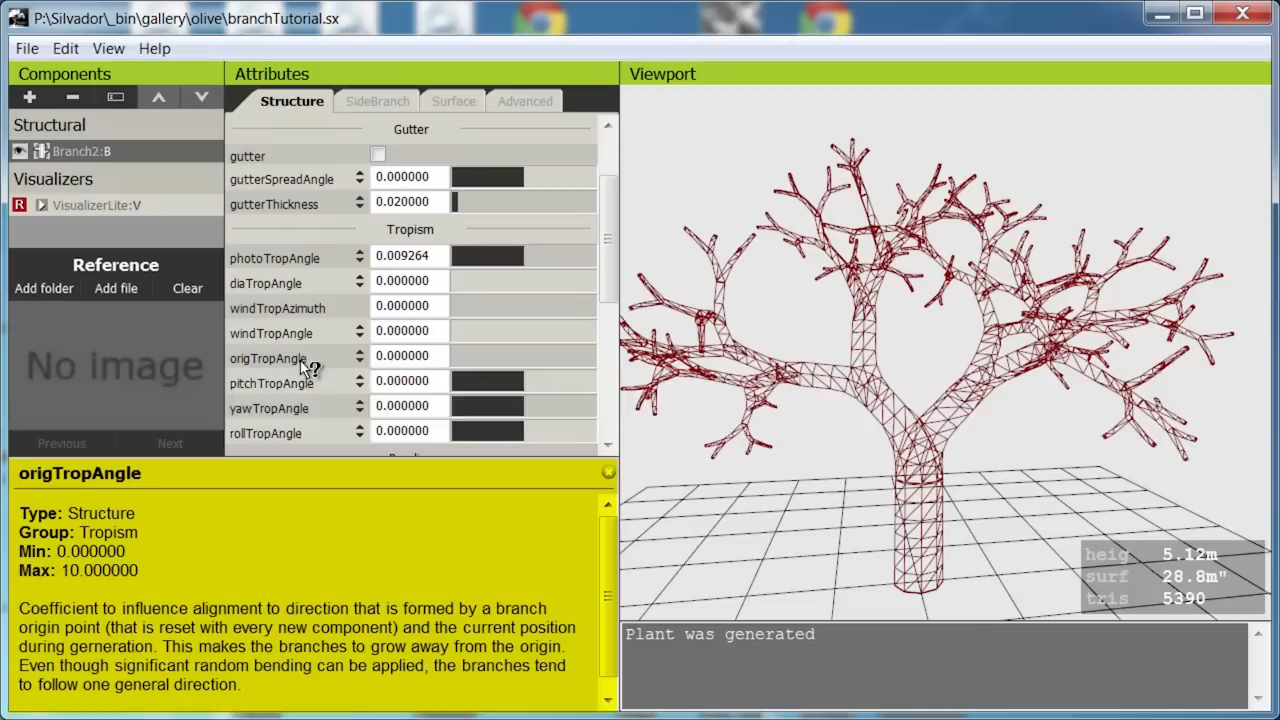 P:\Silvador\_bin\gallery\olive\branchTutorial.sx
File Edit View Help
Components
Attributes
Viewport
Structure SideBranch Surface Advanced
Structural
Branch2:B
Visualizers
R VisualizerLite:V
Reference
Add folder Add file Clear
No image
Previous Next
Gutter
gutter
gutterSpreadAngle 0.000000
gutterThickness 0.020000
Tropism
photoTropAngle 0.009264
diaTropAngle 0.000000
windTropAzimuth 0.000000
windTropAngle 0.000000
origTropAngle 0.000000
pitchTropAngle 0.000000
yawTropAngle 0.000000
rollTropAngle 0.000000
origTropAngle
Type: Structure
Group: Tropism
Min: 0.000000
Max: 10.000000
Coefficient to influence alignment to direction that is formed by a branch
origin point (that is reset with every new component) and the current position
during gerneration. This makes the branches to grow away from the origin.
Even though significant random bending can be applied, the branches tend
to follow one general direction.
heig 5.12m
surf 28.8m"
tris 5390
Plant was generated